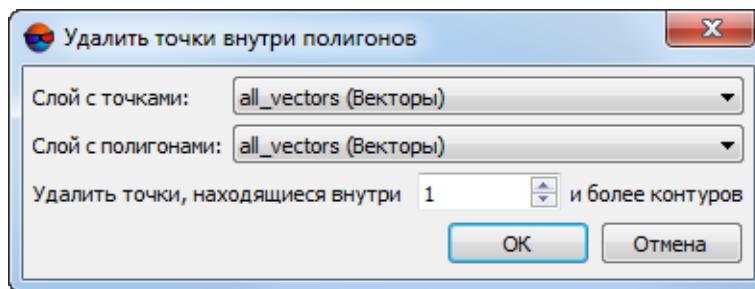 Удалить точки внутри полигонов
Слой с точками: all_vectors (Векторы)
Слой с полигонами: all_vectors (Векторы)
Удалить точки, находящиеся внутри 1 и более контуров
ОК Отмена